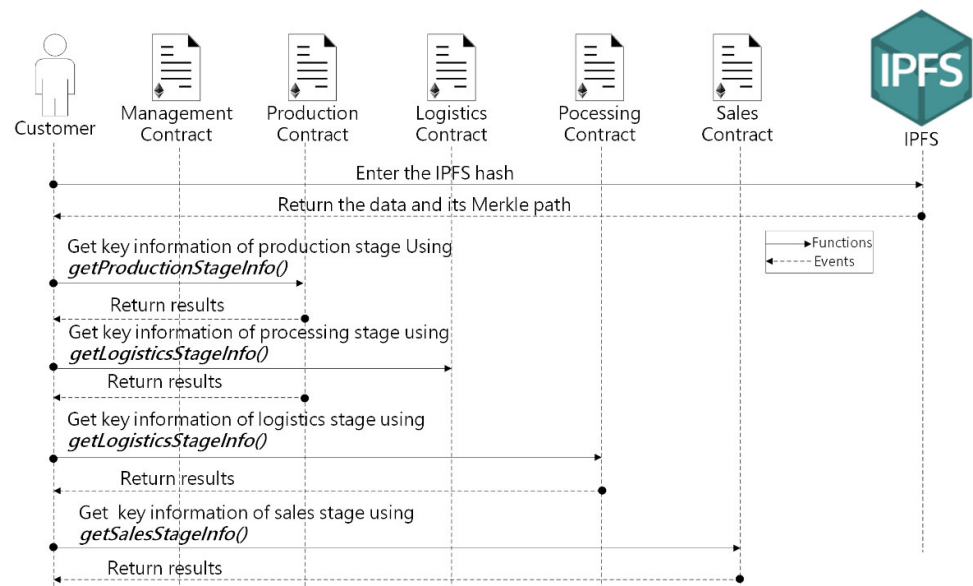 IPFS
Customer
Management
Contract
Production
Contract
Logistics
Contract
Pocessing
Contract
Sales
Contract
IPFS
Enter the IPFS hash
Return the data and its Merkle path
Functions
Events
Get key information of production stage Using
getProductionStageInfo()
Return results
Get key information of processing stage using
getLogisticsStageInfo()
Return results
Get key information of logistics stage using
getLogisticsStageInfo()
Return results
Get key information of sales stage using
getSalesStageInfo()
Return results